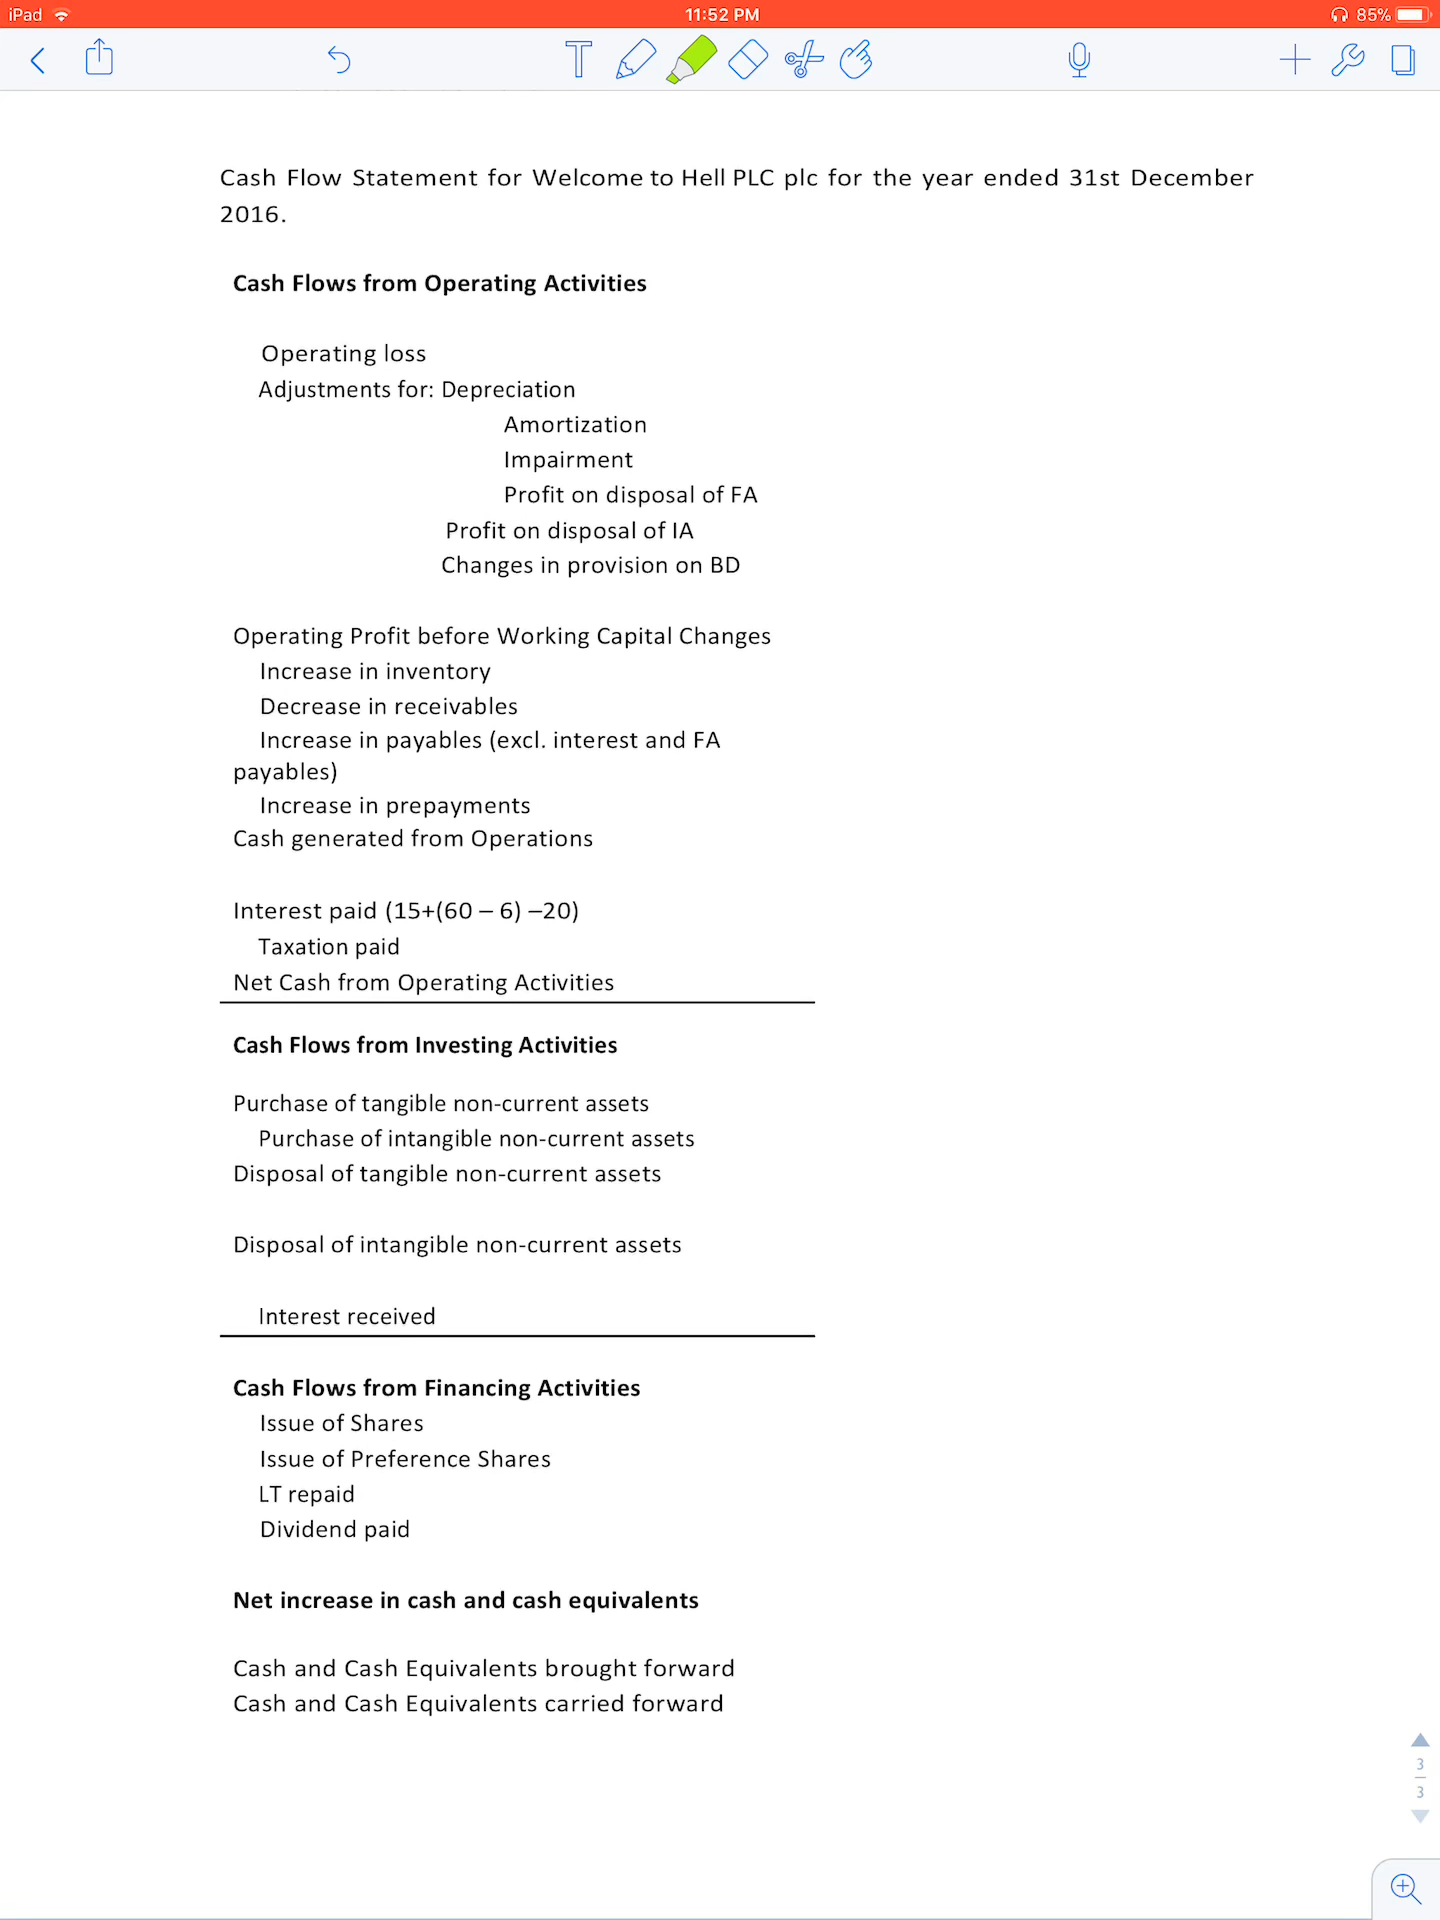 iPad
11:52 PM
85%
T
Cash Flow Statement for Welcome to Hell PLC plc for the year ended 31st December
2016.
Cash Flows from Operating Activities
Operating loss
Adjustments for: Depreciation
Amortization
Impairment
Profit on disposal of FA
Profit on disposal of IA
Changes in provision on BD
Operating Profit before Working Capital Changes
Increase in inventory
Decrease in receivables
Increase in payables (excl. interest and FA
payables)
Increase in prepayments
Cash generated from Operations
Interest paid (15+(60 – 6) –20)
Taxation paid
Net Cash from Operating Activities
Cash Flows from Investing Activities
Purchase of tangible non-current assets
Purchase of intangible non-current assets
Disposal of tangible non-current assets
Disposal of intangible non-current assets
Interest received
Cash Flows from Financing Activities
Issue of Shares
Issue of Preference Shares
LT repaid
Dividend paid
Net increase in cash and cash equivalents
Cash and Cash Equivalents brought forward
Cash and Cash Equivalents carried forward
3
3